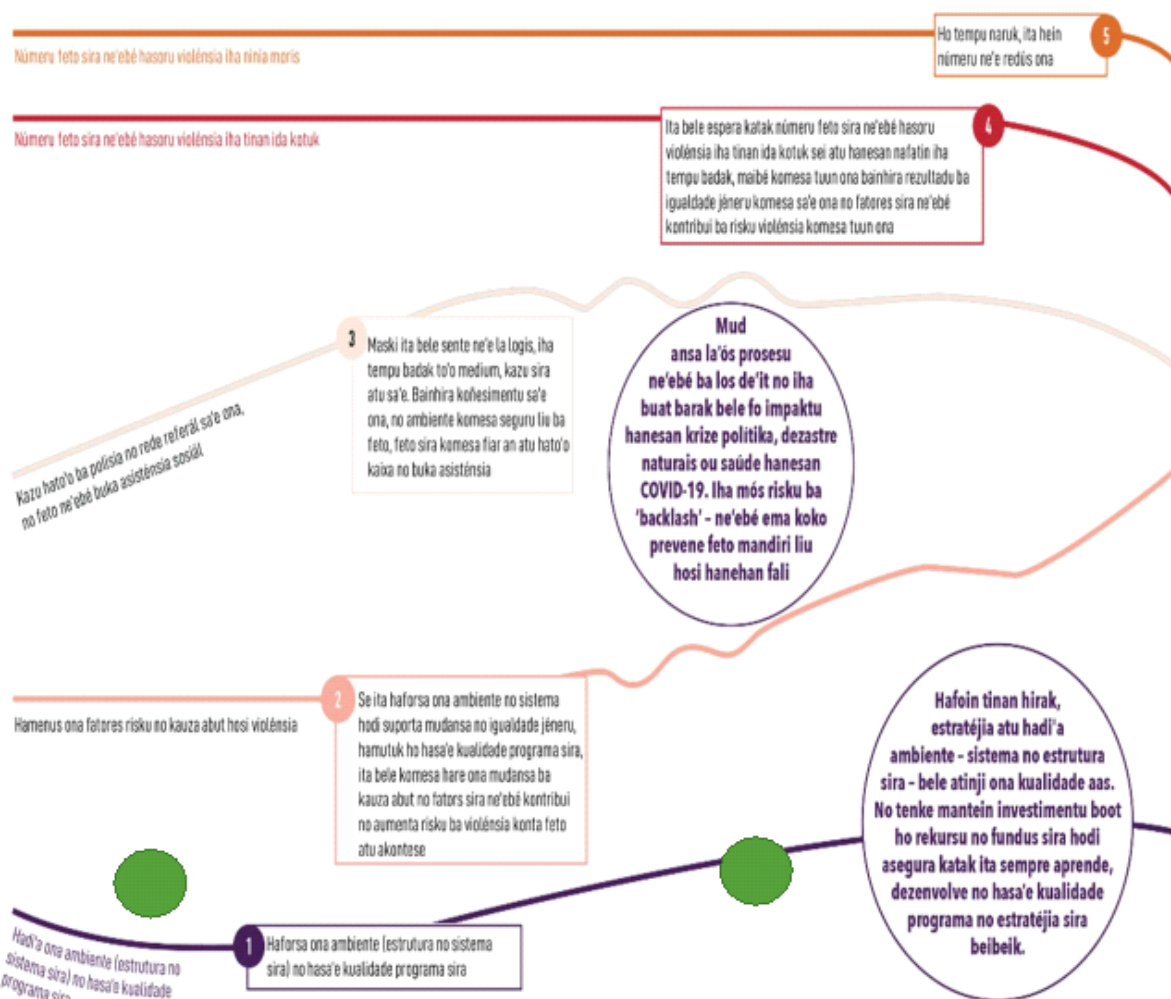 Númeru feto sira ne'ebé hasoru violénsia iha ninia moris
Ho tempu naruk, ita hein
númeru ne'e redús ona
5
Númeru feto sira ne'ebé hasoru violénsia iha tinan ida kotuk
Ita bele espera katak númeru feto sira ne'ebé hasoru
violénsia iha tinan ida kotuk sei atu hanesan nafatin iha
tempu badak, maibé komesa tuun ona bainhira rezultadu ba
igualdade jéneru komesa sa'e ona no fatores sira ne'ebé
kontribui ba risku violénsia komesa tuun ona
4
Kazu hato'o ba polísia no rede referál sa'e ona,
no feto ne'ebé buka asisténsia sosiál
3
Maski ita bele sente ne'e la logis, iha
tempu badak to'o medium, kazu sira
atu sa'e. Bainhira koñesimentu sa'e
ona, no ambiente komesa seguru liu ba
feto, feto sira komesa fiar an atu hato'o
kaixa no buka asisténsia
Mud
ansa la'ós prosesu
ne'ebé ba los de'it no iha
buat barak bele fo impaktu
hanesan krize polítika, dezastre
naturais ou saúde hanesan
COVID-19. Iha mós risku ba
'backlash' – ne'ebé ema koko
prevene feto mandiri liu
hosi hanehan fali
Hamenus ona fatores risku no kauza abut hosi violénsia
2
Se ita haforsa ona ambiente no sistema
hodi suporta mudansa no igualdade jéneru,
hamutuk ho hasa'e kualidade programa sira,
ita bele komesa hare ona mudansa ba
kauza abut no fators sira ne'ebé kontribui
no aumenta risku ba violénsia konta feto
atu akontese
Hafoin tinan hirak,
estratéjia atu hadi'a
ambiente – sistema no estrutura
sira – bele atinji ona kualidade aas.
No tenke mantein investimentu boot
ho rekursu no fundus sira hodi
asegura katak ita sempre aprende,
dezenvolve no hasa'e kualidade
programa no estratéjia sira
beibeik.
Hadi'a ona ambiente (estrutura no
sistema sira) no hasa'e kualidade
programa sira
1
Haforsa ona ambiente (estrutura no sistema
sira) no hasa'e kualidade programa sira